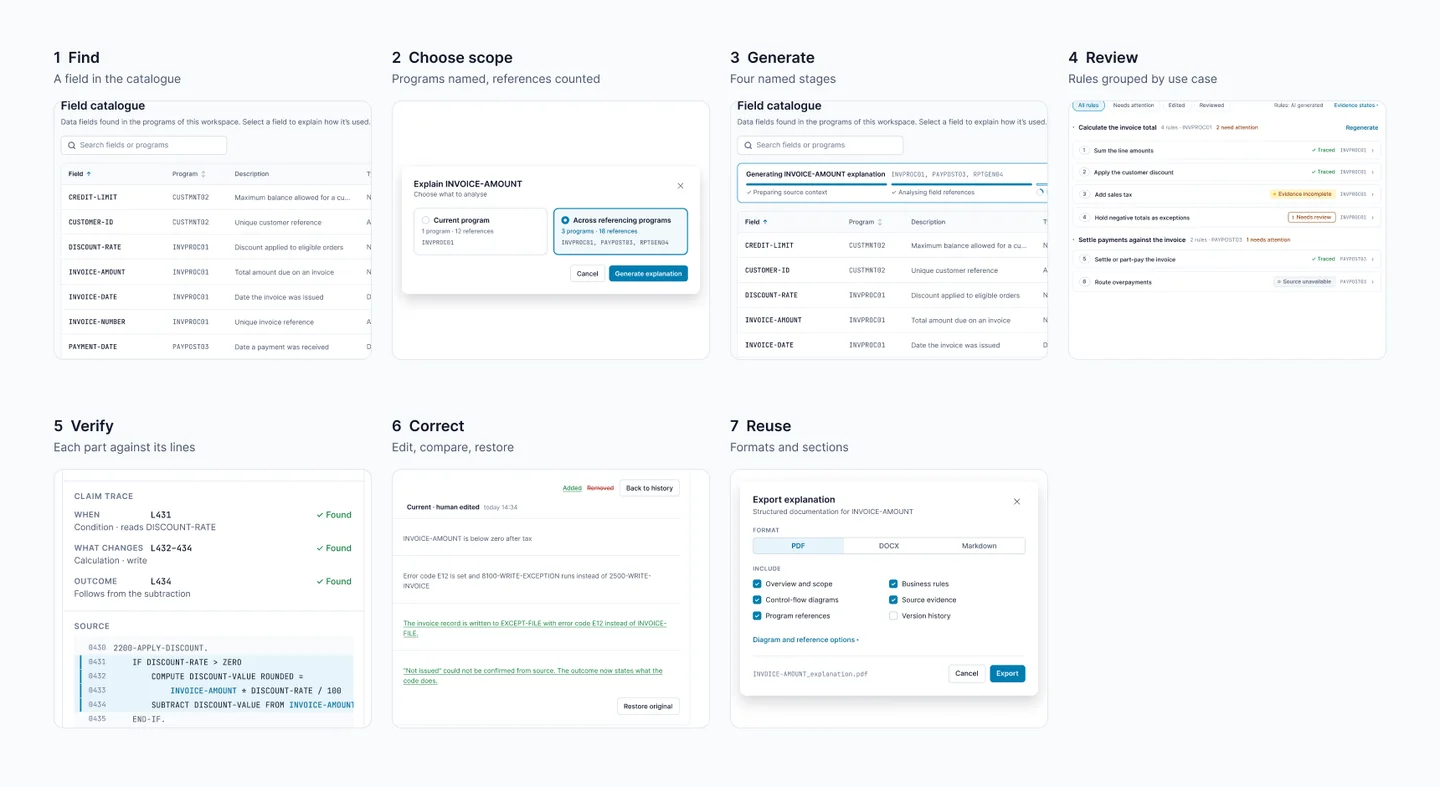 1 Find
A field in the catalogue
Field catalogue
Data fields found in the programs of this workspace. Select a field to explain how it's used.
Search fields or programs
Field ↑ Program Description
CREDIT-LIMIT CUSTMNT02 Maximum balance allowed for a cu... N
CUSTOMER-ID CUSTMNT02 Unique customer reference A
DISCOUNT-RATE INVPROC01 Discount applied to eligible orders N
INVOICE-AMOUNT INVPROC01 Total amount due on an invoice N
INVOICE-DATE INVPROC01 Date the invoice was issued D
INVOICE-NUMBER INVPROC01 Unique invoice reference A
PAYMENT-DATE PAYPOST03 Date a payment was received D
2 Choose scope
Programs named, references counted
Explain INVOICE-AMOUNT
Choose what to analyse
Current program
1 program · 12 references
INVPROC01
Across referencing programs
3 programs · 16 references
INVPROC01, PAYPOST03, RPTGEN04
Cancel Generate explanation
3 Generate
Four named stages
Field catalogue
Data fields found in the programs of this workspace. Select a field to explain how it's used.
Search fields or programs
Generating INVOICE-AMOUNT explanation INVPROC01, PAYPOST03, RPTGEN04
✓ Preparing source context ✓ Analysing field references
Field ↑ Program Description
CREDIT-LIMIT CUSTMNT02 Maximum balance allowed for a cu... N
CUSTOMER-ID CUSTMNT02 Unique customer reference A
DISCOUNT-RATE INVPROC01 Discount applied to eligible orders N
INVOICE-AMOUNT INVPROC01 Total amount due on an invoice N
INVOICE-DATE INVPROC01 Date the invoice was issued D
4 Review
Rules grouped by use case
All rules Needs attention Edited Reviewed Rules: AI generated Evidence states
Calculate the invoice total 4 rules · INVPROC01 2 need attention Regenerate
1 Sum the line amounts ✓ Traced INVPROC01
2 Apply the customer discount ✓ Traced INVPROC01
3 Add sales tax Evidence incomplete INVPROC01
4 Hold negative totals as exceptions ! Needs review INVPROC01
Settle payments against the invoice 2 rules · PAYPOST03 1 needs attention
5 Settle or part-pay the invoice ✓ Traced PAYPOST03
6 Route overpayments Source unavailable PAYPOST03
5 Verify
Each part against its lines
CLAIM TRACE
WHEN L431 ✓ Found
Condition · reads DISCOUNT-RATE
WHAT CHANGES L432–434 ✓ Found
Calculation · write
OUTCOME L434 ✓ Found
Follows from the subtraction
SOURCE
0430 2200-APPLY-DISCOUNT.
0431 IF DISCOUNT-RATE > ZERO
0432 COMPUTE DISCOUNT-VALUE ROUNDED =
0433 INVOICE-AMOUNT * DISCOUNT-RATE / 100
0434 SUBTRACT DISCOUNT-VALUE FROM INVOICE-AMOUNT
0435 END-IF.
6 Correct
Edit, compare, restore
Added Removed Back to history
Current · human edited today 14:34
INVOICE-AMOUNT is below zero after tax
Error code E12 is set and 8100-WRITE-EXCEPTION runs instead of 2500-WRITE-
INVOICE
The invoice record is written to EXCEPT-FILE with error code E12 instead of INVOICE-
FILE.
"Not issued" could not be confirmed from source. The outcome now states what the
code does.
Restore original
7 Reuse
Formats and sections
Export explanation
Structured documentation for INVOICE-AMOUNT
FORMAT
PDF DOCX Markdown
INCLUDE
Overview and scope Business rules
Control-flow diagrams Source evidence
Program references Version history
Diagram and reference options
INVOICE-AMOUNT_explanation.pdf Cancel Export